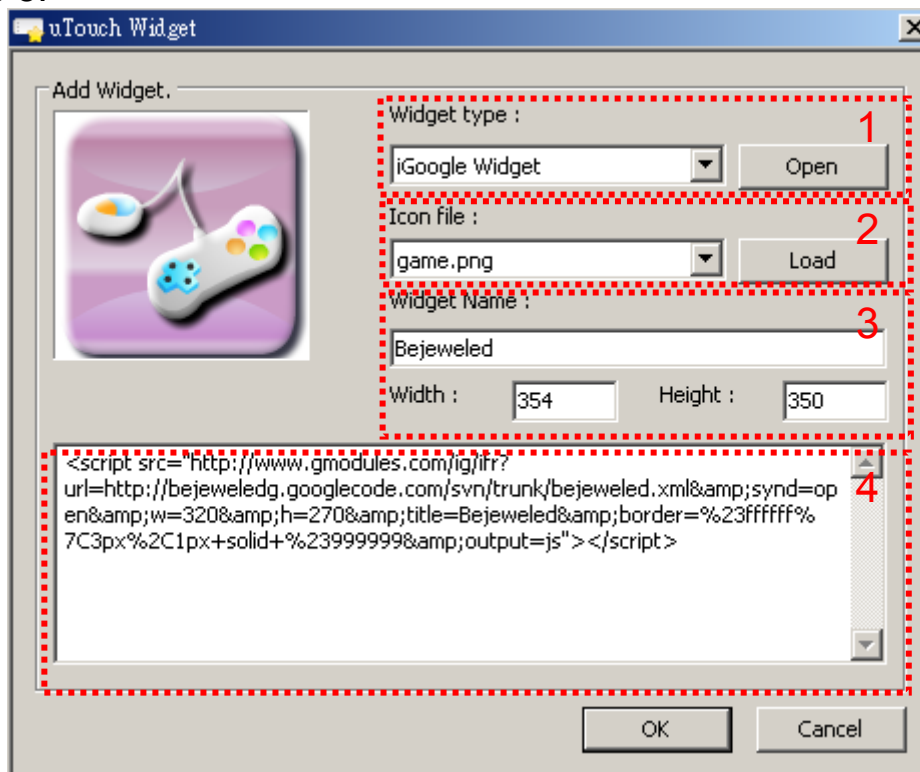 uTouch Widget
Add Widget.
Widget type :
1
iGoogle Widget
Open
Icon file :
2
game.png
Load
Widget Name :
3
Bejeweled
Width :
354
Height :
350
4
<script src="http://www.gmodules.com/ig/ifr?
url=http://bejeweledg.googlecode.com/svn/trunk/bejeweled.xml&amp;synd=op
en&amp;w=320&amp;h=270&amp;title=Bejeweled&amp;border=%23ffffff%
7C3px%2C1px+solid+%23999999&amp;output=js"></script>
OK
Cancel